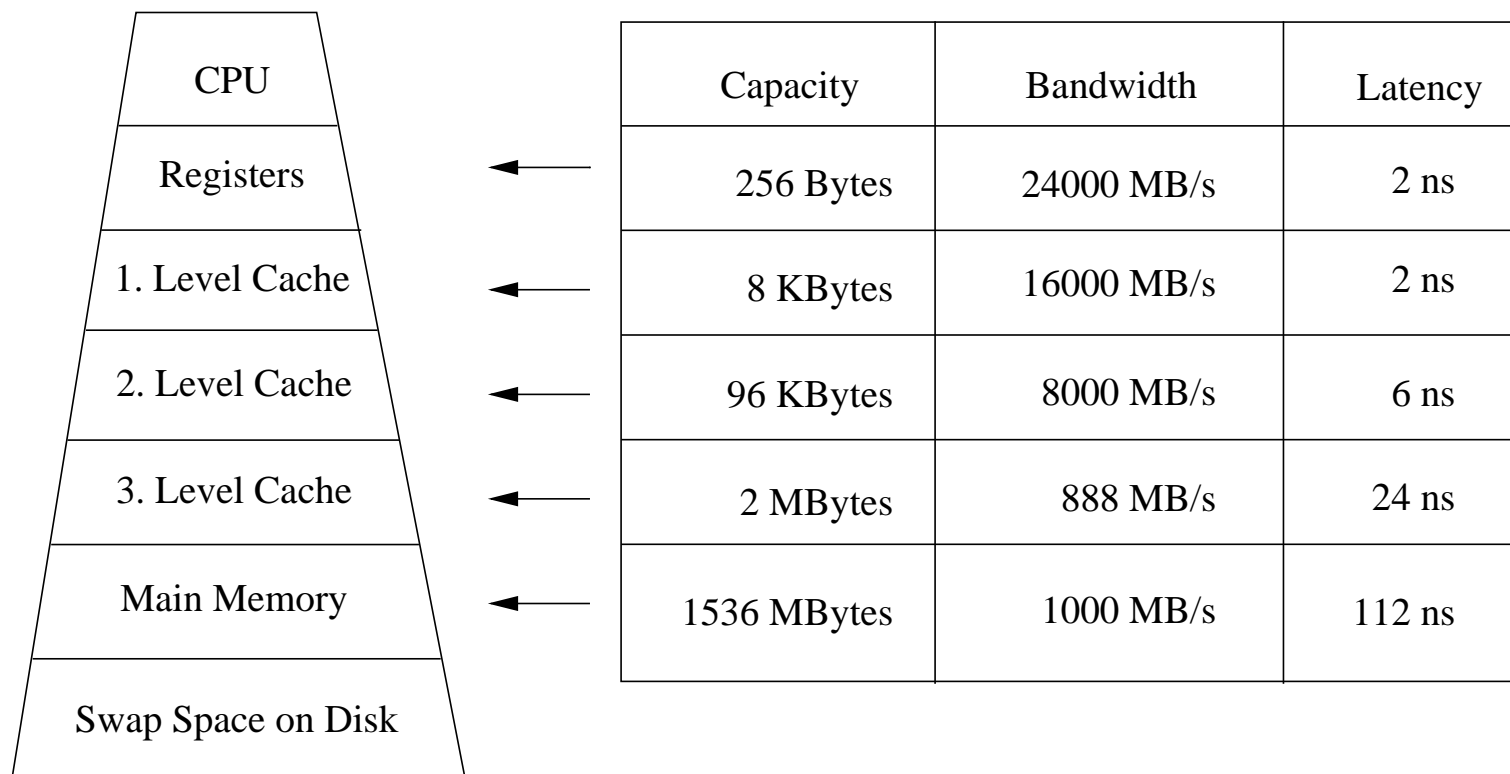 CPU
Registers
1. Level Cache
2. Level Cache
3. Level Cache
Main Memory
Swap Space on Disk
Capacity Bandwidth Latency
256 Bytes 24000 MB/s 2 ns
8 KBytes 16000 MB/s 2 ns
96 KBytes 8000 MB/s 6 ns
2 MBytes 888 MB/s 24 ns
1536 MBytes 1000 MB/s 112 ns